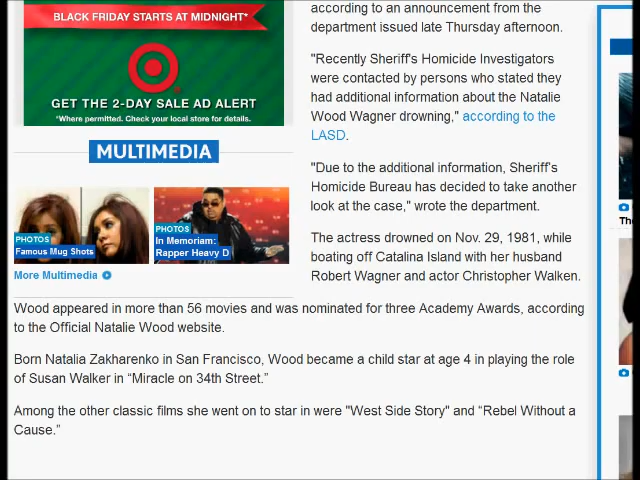 BLACK FRIDAY STARTS AT MIDNIGHT*
GET THE 2-DAY SALE AD ALERT
*Where permitted. Check your local store for details.
MULTIMEDIA
PHOTOS
Famous Mug Shots
PHOTOS
In Memoriam:
Rapper Heavy D
More Multimedia
according to an announcement from the
department issued late Thursday afternoon.
"Recently Sheriff's Homicide Investigators
were contacted by persons who stated they
had additional information about the Natalie
Wood Wagner drowning," according to the
LASD.
"Due to the additional information, Sheriff's
Homicide Bureau has decided to take another
look at the case," wrote the department.
The actress drowned on Nov. 29, 1981, while
boating off Catalina Island with her husband
Robert Wagner and actor Christopher Walken.
Wood appeared in more than 56 movies and was nominated for three Academy Awards, according
to the Official Natalie Wood website.
Born Natalia Zakharenko in San Francisco, Wood became a child star at age 4 in playing the role
of Susan Walker in “Miracle on 34th Street.”
Among the other classic films she went on to star in were "West Side Story" and “Rebel Without a
Cause.”